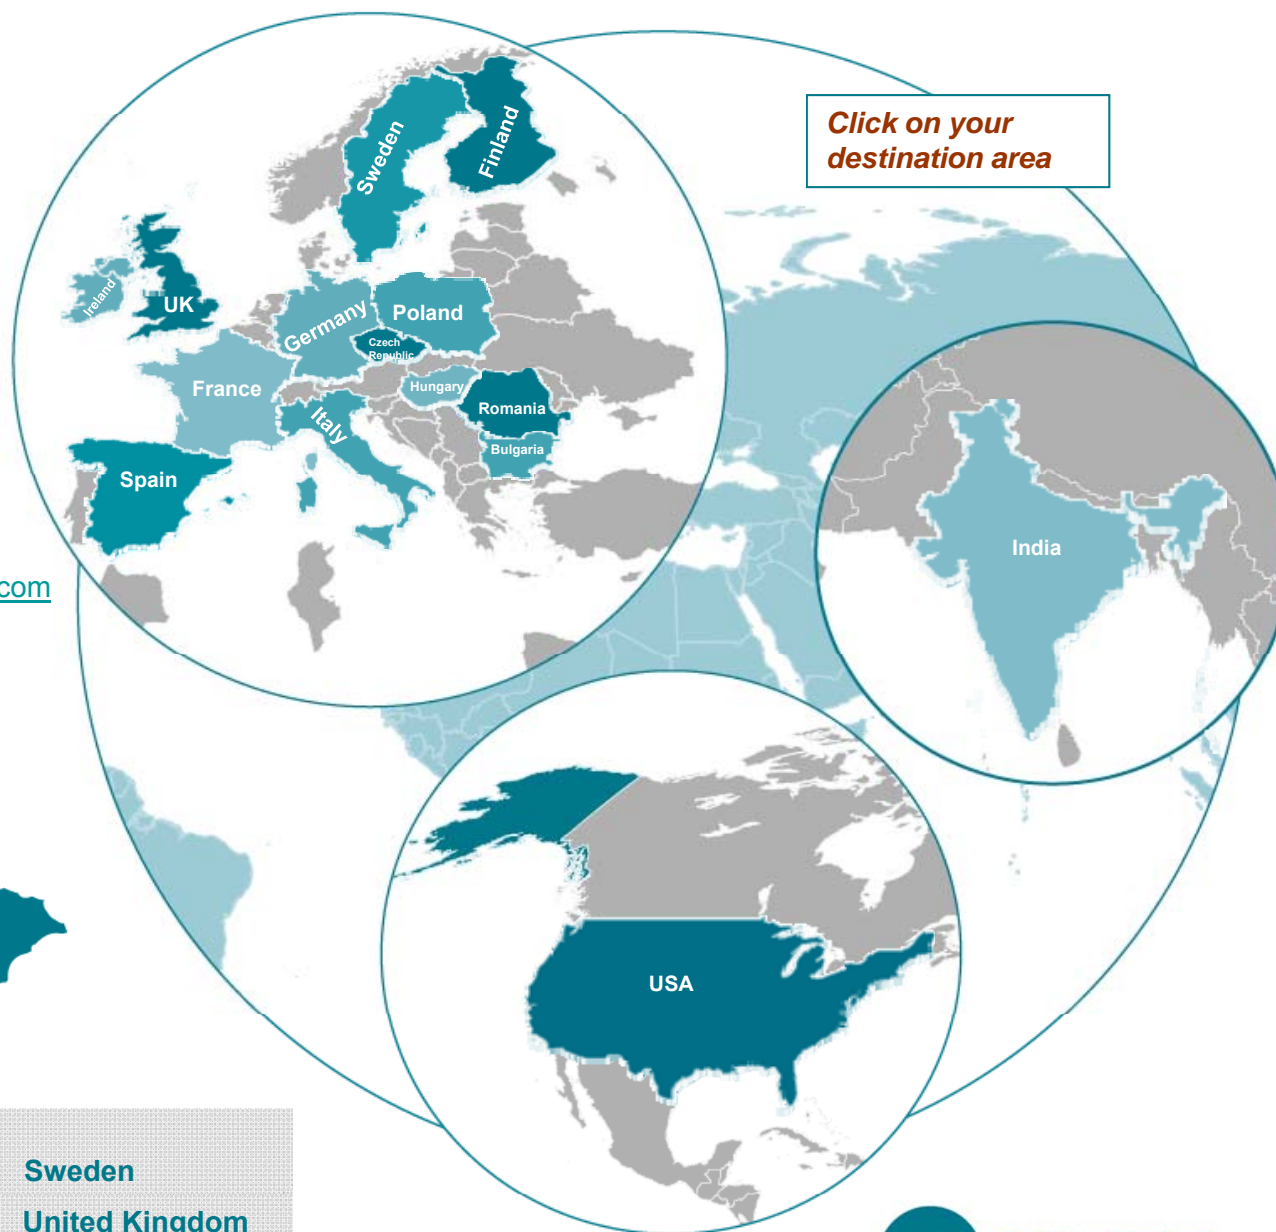 Click on your
destination area
Sweden
Finland
Ireland
UK
Germany
Poland
Czech
Republic
France
Hungary
Italy
Romania
Bulgaria
Spain
India
com
USA
Sweden
United Kingdom